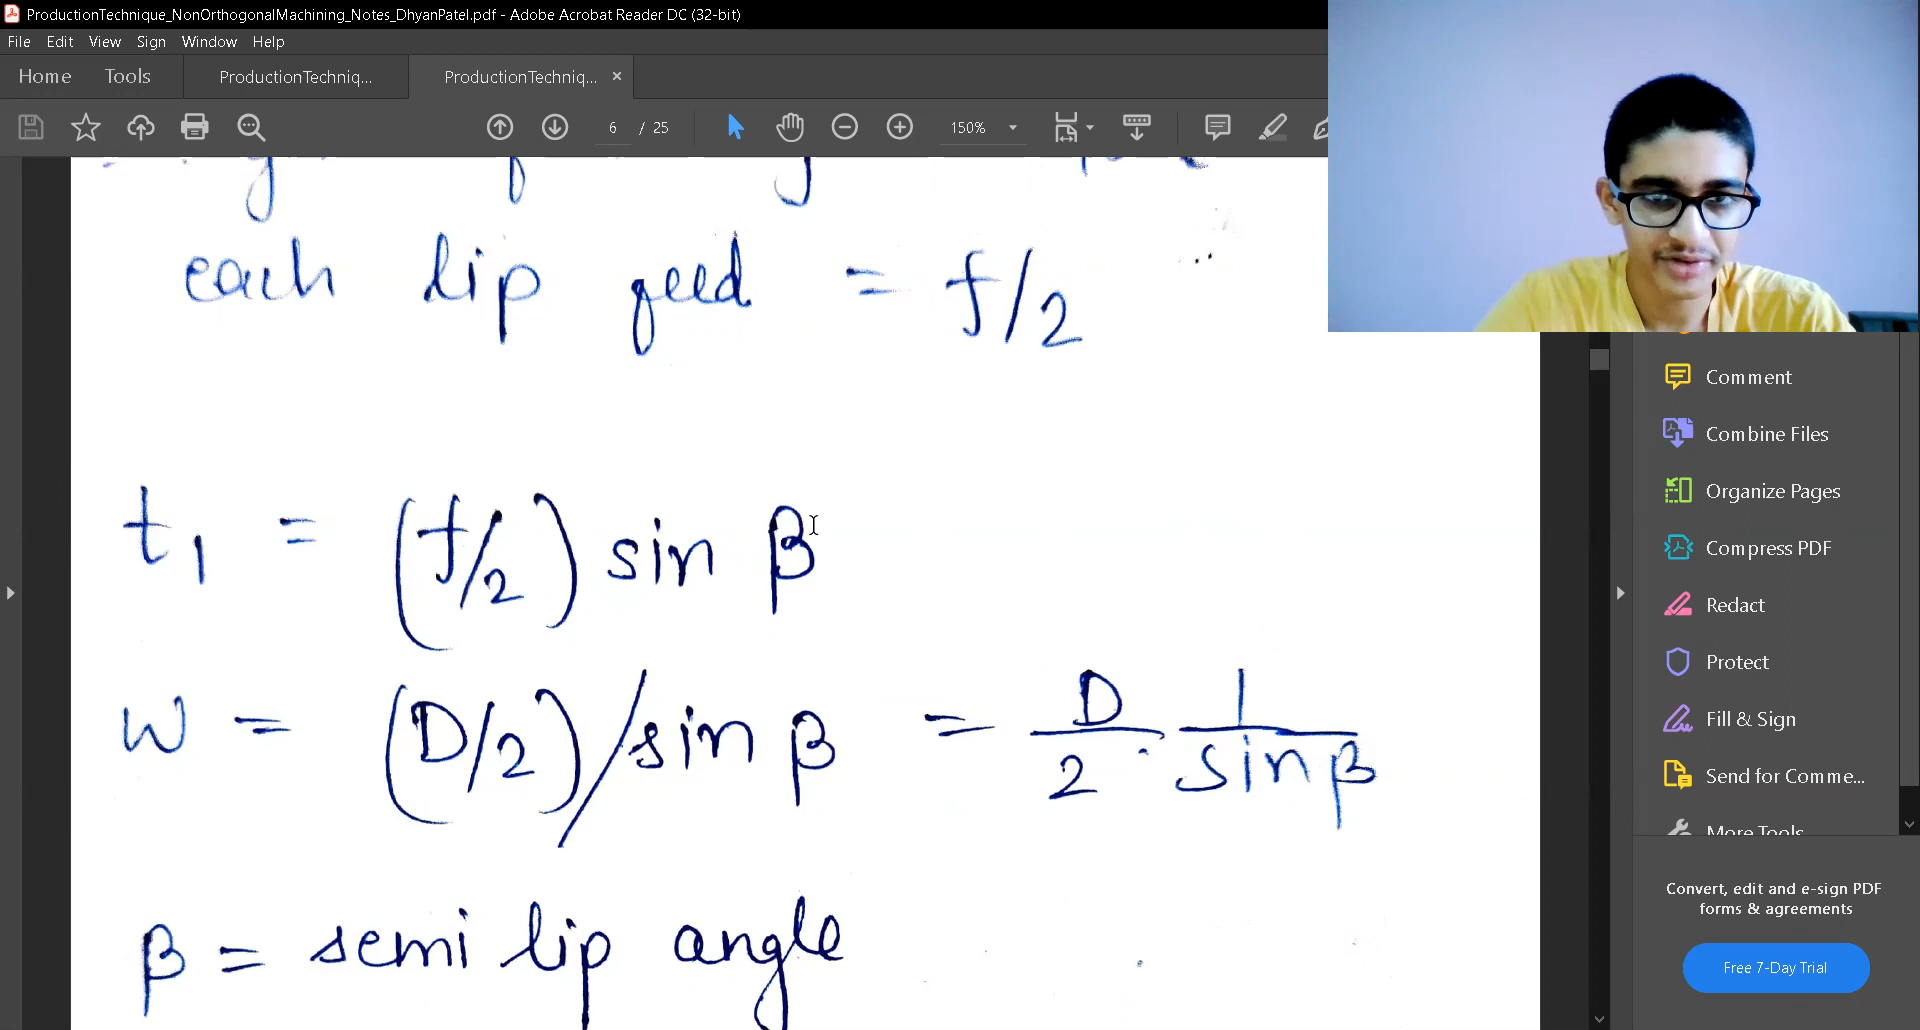 ProductionTechnique_NonOrthogonalMachining_Notes_DhyanPatel.pdf - Adobe Acrobat Reader DC (32-bit)
File Edit View Sign Window Help
Home Tools ProductionTechniq... ProductionTechniq... ×
6 / 25 150%
each lip feed = f/2
t1 = (f/2) sin β
w = (D/2)/sin β = D/2 · 1/sin β
β = semi lip angle
Comment
Combine Files
Organize Pages
Compress PDF
Redact
Protect
Fill & Sign
Send for Comme...
More Tools
Convert, edit and e-sign PDF
forms & agreements
Free 7-Day Trial